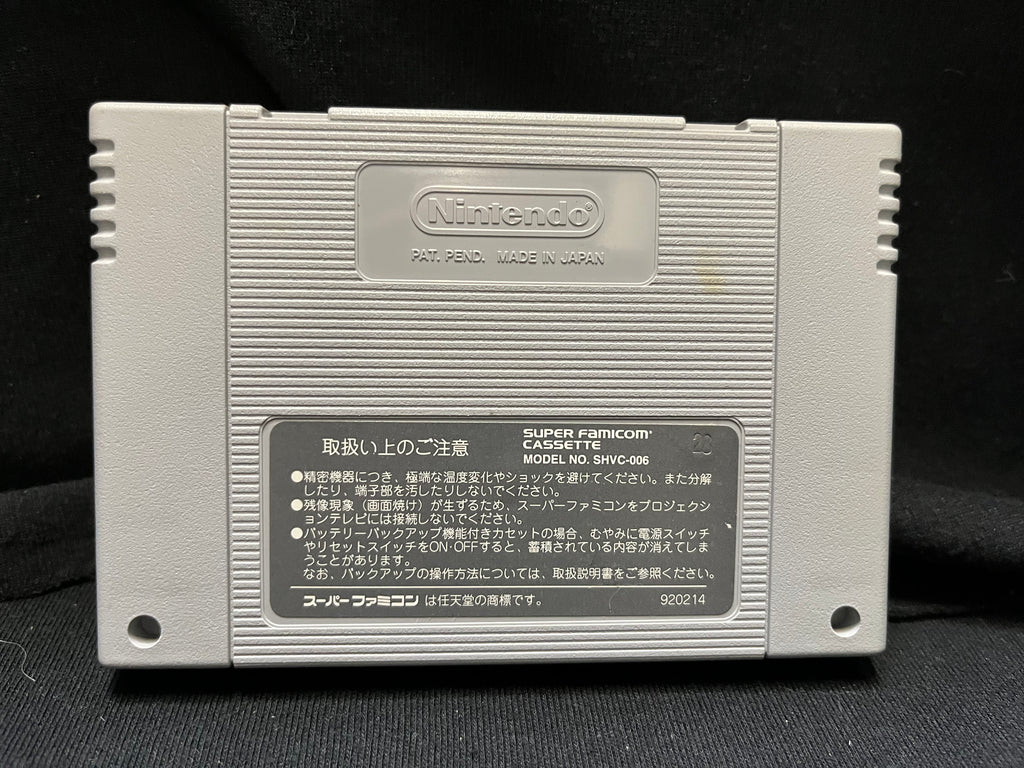 Nintendo®
PAT. PEND. MADE IN JAPAN
取扱い上のご注意
SUPER FAMICOM
CASSETTE
MODEL NO. SHVC-006
●精密機器につき、極端な温度変化やショックを避けてください。また分解
したり、端子部を汚したりしないでください。
●残像現象（画面焼け）が生ずるため、スーパーファミコンをプロジェクシ
ョンテレビには接続しないでください。
●バッテリーバックアップ機能付きカセットの場合、むやみに電源スイッチ
やリセットスイッチをON・OFFすると、蓄積されている内容が消えてしま
うことがあります。
なお、バックアップの操作方法については、取扱説明書をご参照ください。
スーパーファミコン は任天堂の商標です。
920214